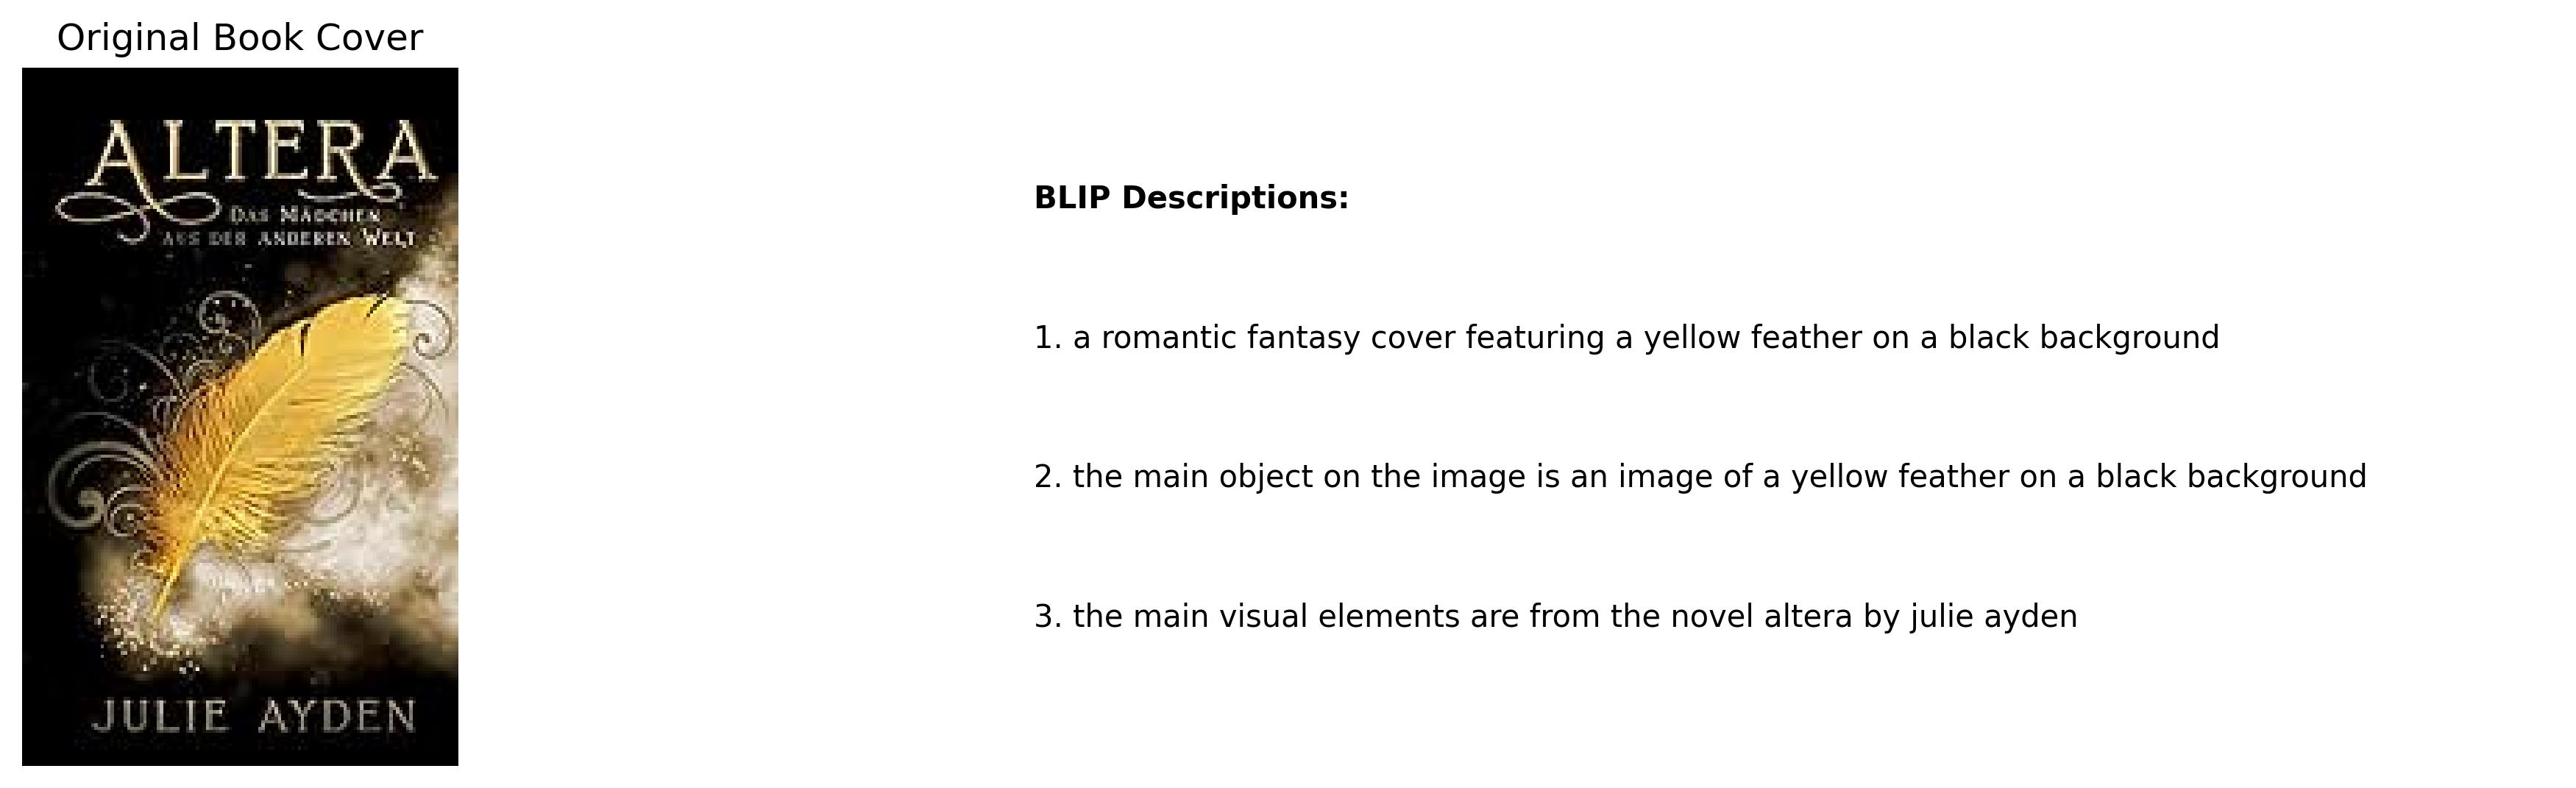 Original Book Cover
ALTERA
DAS MÄDCHEN
AUS DER ANDEREN WELT
JULIE AYDEN
BLIP Descriptions:
1. a romantic fantasy cover featuring a yellow feather on a black background
2. the main object on the image is an image of a yellow feather on a black background
3. the main visual elements are from the novel altera by julie ayden